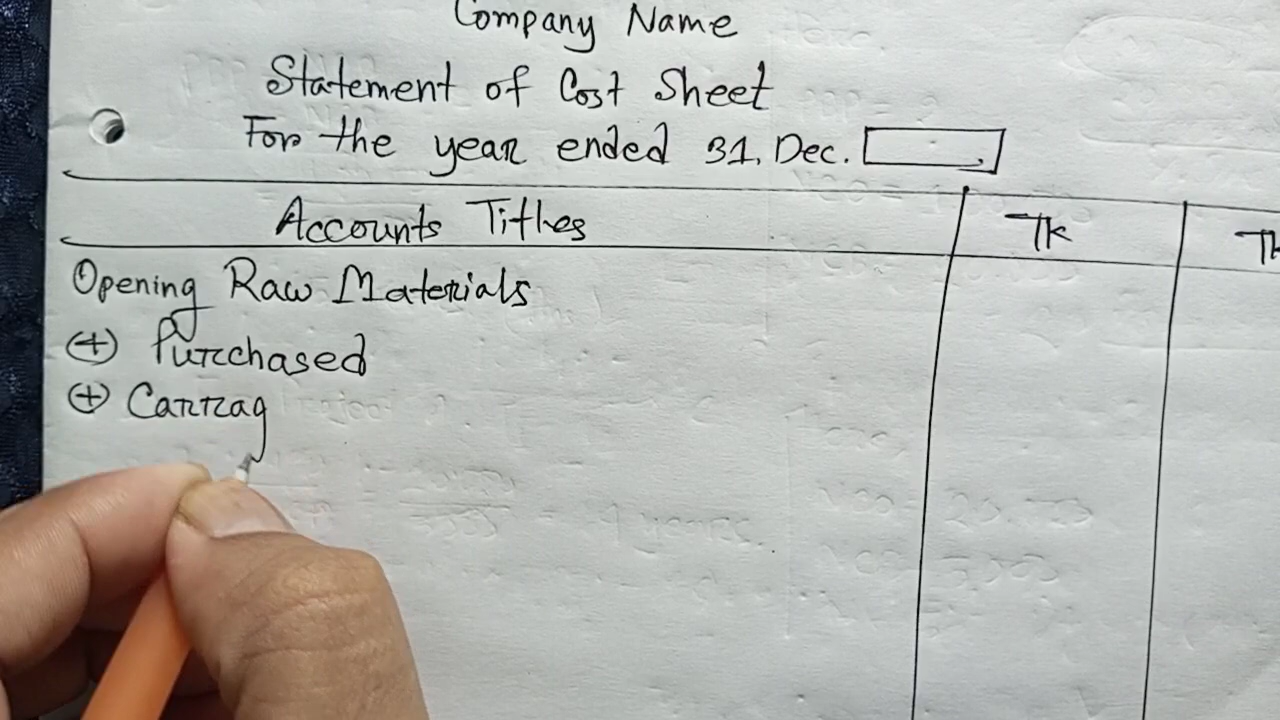 Company Name
Statement of Cost Sheet
For the year ended 31. Dec.
Accounts Titles TK TK
Opening Raw Materials
(+) Purchased
(+) Carrag